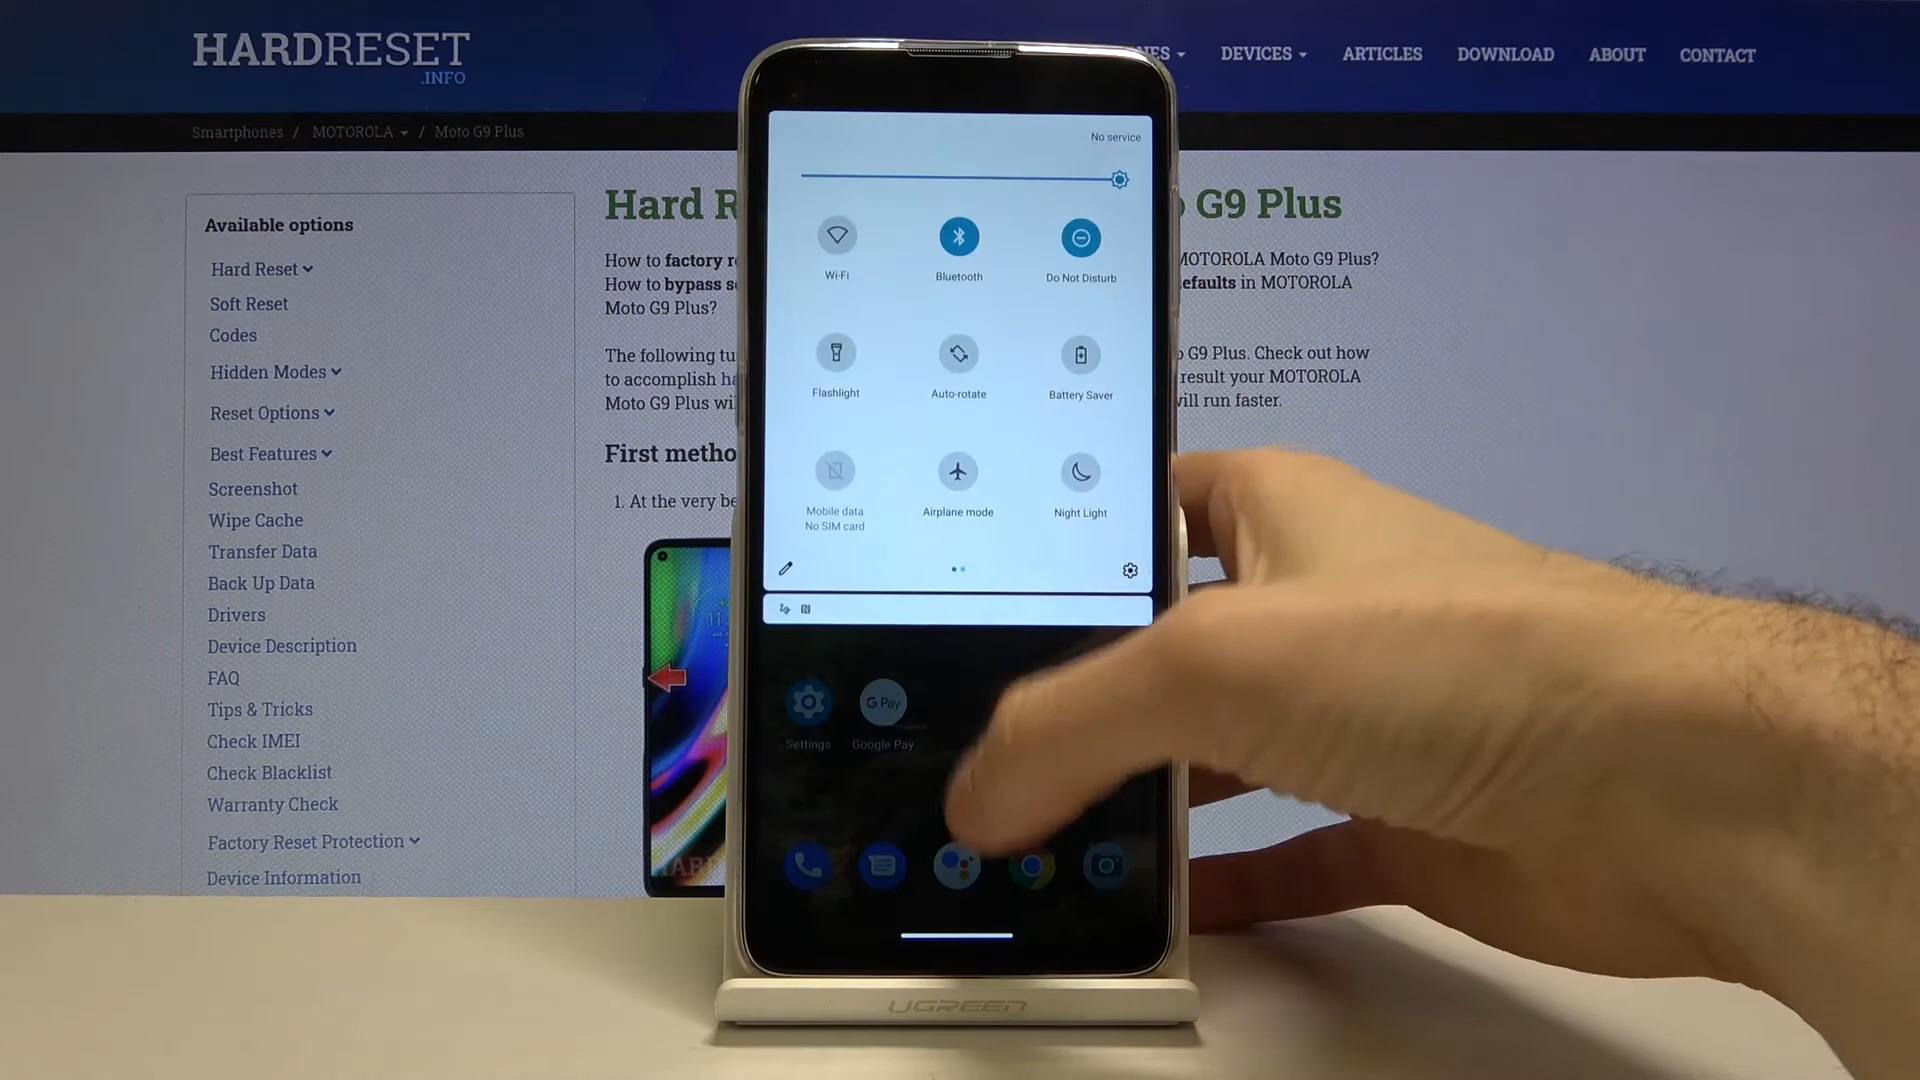 HARDRESET
.INFO
DEVICES
ARTICLES
DOWNLOAD
ABOUT
CONTACT
Smartphones / MOTOROLA / Moto G9 Plus
Available options
Hard Reset
Soft Reset
Codes
Hidden Modes
Reset Options
Best Features
Screenshot
Wipe Cache
Transfer Data
Back Up Data
Drivers
Device Description
FAQ
Tips & Tricks
Check IMEI
Check Blacklist
Warranty Check
Factory Reset Protection
Device Information
Hard G9 Plus
How to factory MOTOROLA Moto G9 Plus?
How to bypass in MOTOROLA
Moto G9 Plus?
The following G9 Plus. Check out how
to accomplish result your MOTOROLA
Moto G9 Plus will run faster.
First
1. At the very
No service
Wi-Fi
Bluetooth
Do Not Disturb
Flashlight
Auto-rotate
Battery Saver
Mobile data
No SIM card
Airplane mode
Night Light
G Pay
Settings
Google Pay
UGREEN